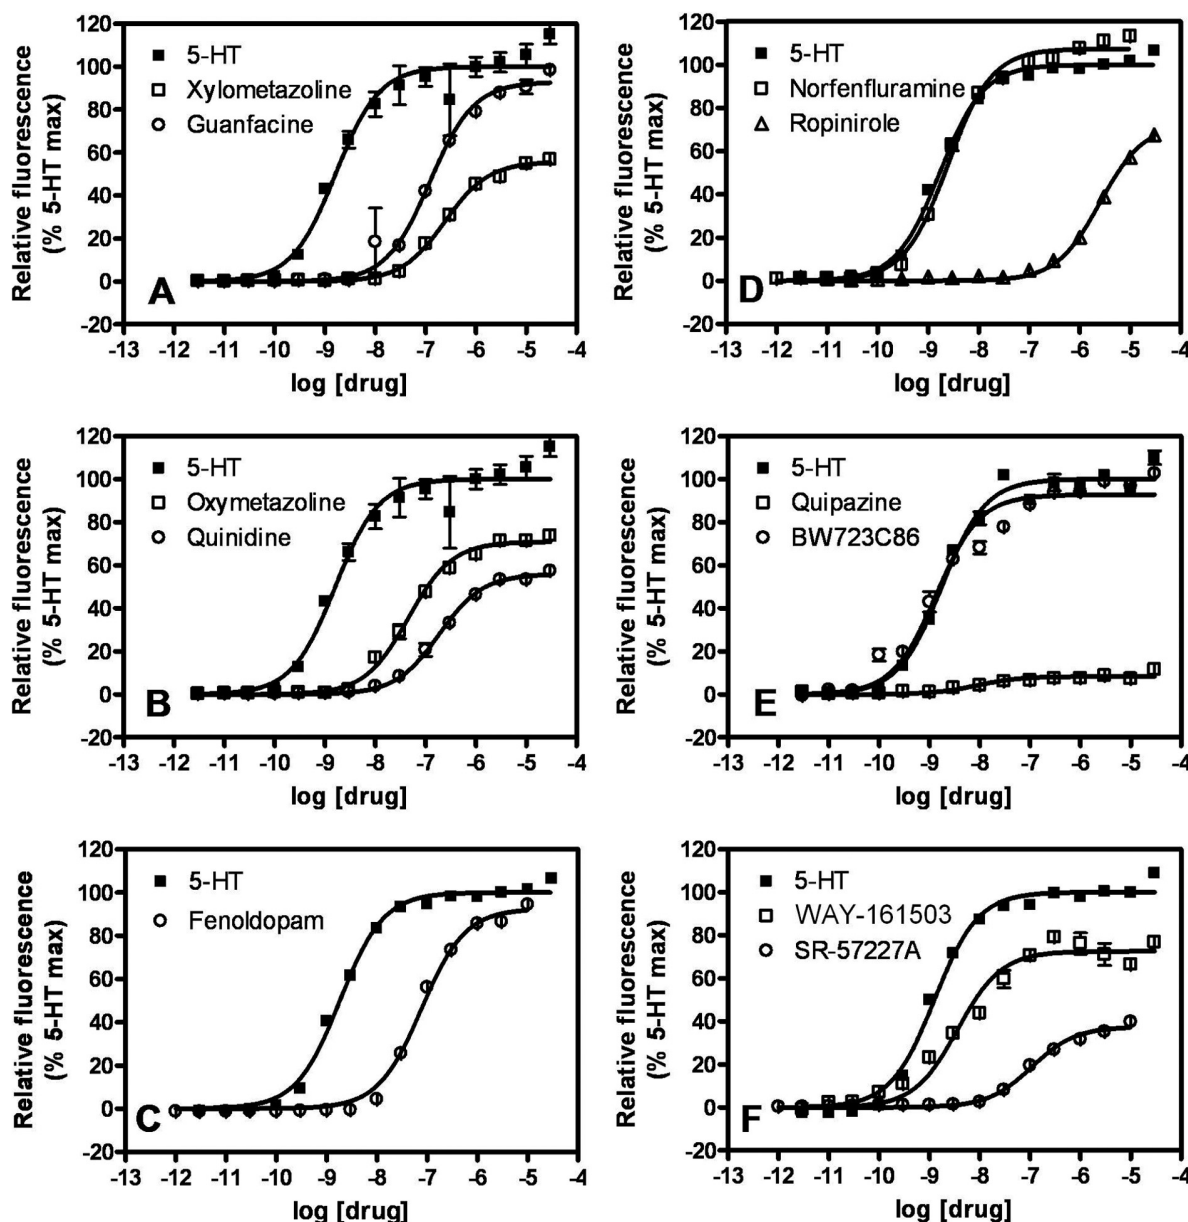 120
100
80
60
40
20
0
-20
Relative fluorescence
(% 5-HT max)
5-HT
Xylometazoline
Guanfacine
A
-13 -12 -11 -10 -9 -8 -7 -6 -5 -4
log [drug]
120
100
80
60
40
20
0
-20
Relative fluorescence
(% 5-HT max)
5-HT
Norfenfluramine
Ropinirole
D
-13 -12 -11 -10 -9 -8 -7 -6 -5 -4
log [drug]
120
100
80
60
40
20
0
-20
Relative fluorescence
(% 5-HT max)
5-HT
Oxymetazoline
Quinidine
B
-13 -12 -11 -10 -9 -8 -7 -6 -5 -4
log [drug]
120
100
80
60
40
20
0
-20
Relative fluorescence
(% 5-HT max)
5-HT
Quipazine
BW723C86
E
-13 -12 -11 -10 -9 -8 -7 -6 -5 -4
log [drug]
120
100
80
60
40
20
0
-20
Relative fluorescence
(% 5-HT max)
5-HT
Fenoldopam
C
-13 -12 -11 -10 -9 -8 -7 -6 -5 -4
log [drug]
120
100
80
60
40
20
0
-20
Relative fluorescence
(% 5-HT max)
5-HT
WAY-161503
SR-57227A
F
-13 -12 -11 -10 -9 -8 -7 -6 -5 -4
log [drug]